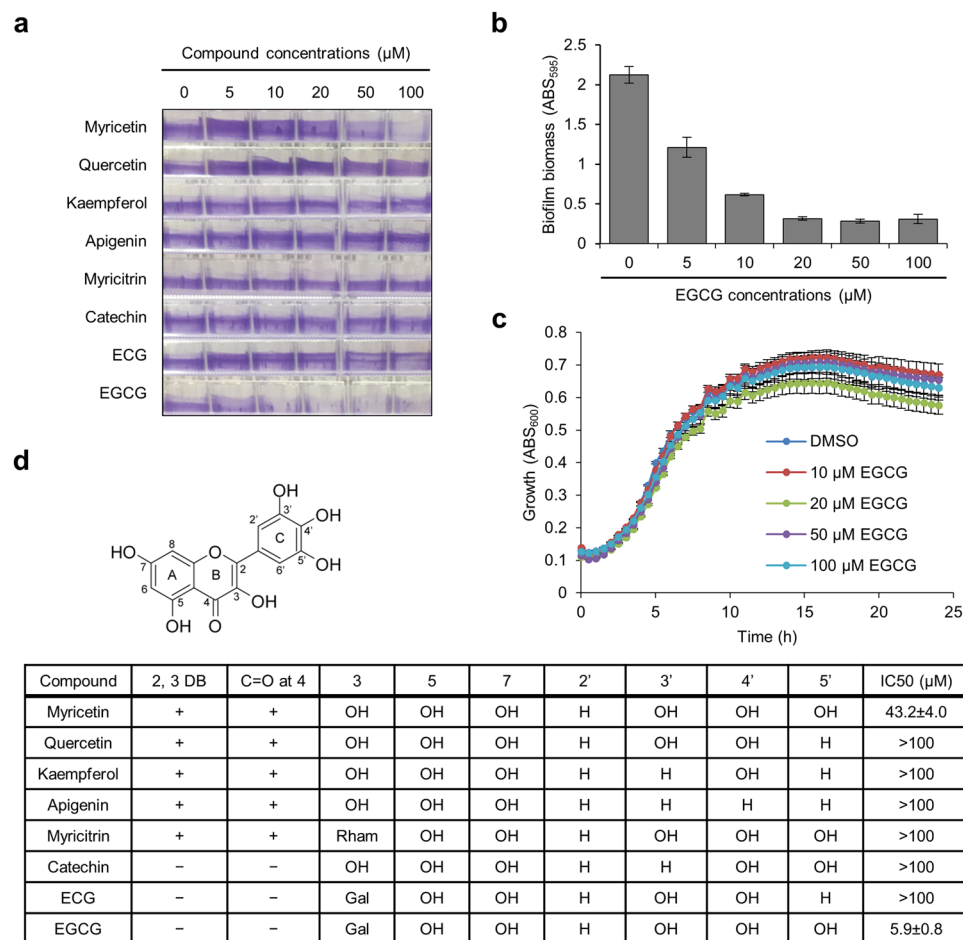 a
Compound concentrations (µM)
0 5 10 20 50 100
Myricetin
Quercetin
Kaempferol
Apigenin
Myricitrin
Catechin
ECG
EGCG
b
Biofilm biomass (ABS595)
2.5
2
1.5
1
0.5
0
0 5 10 20 50 100
EGCG concentrations (µM)
c
Growth (ABS600)
0.8
0.7
0.6
0.5
0.4
0.3
0.2
0.1
0
DMSO
10 µM EGCG
20 µM EGCG
50 µM EGCG
100 µM EGCG
0 5 10 15 20 25
Time (h)
d
OH
3'
OH
2'
4'
C
8
HO
O
5'
OH
7
2
6'
A
B
6
3
5
4
OH
OH
O
Compound 2, 3 DB C=O at 4 3 5 7 2' 3' 4' 5' IC50 (µM)
Myricetin + + OH OH OH H OH OH OH 43.2±4.0
Quercetin + + OH OH OH H OH OH H >100
Kaempferol + + OH OH OH H H OH H >100
Apigenin + + OH OH OH H H H H >100
Myricitrin + + Rham OH OH H OH OH OH >100
Catechin − − OH OH OH H H OH OH >100
ECG − − Gal OH OH H OH OH H >100
EGCG − − Gal OH OH H OH OH OH 5.9±0.8